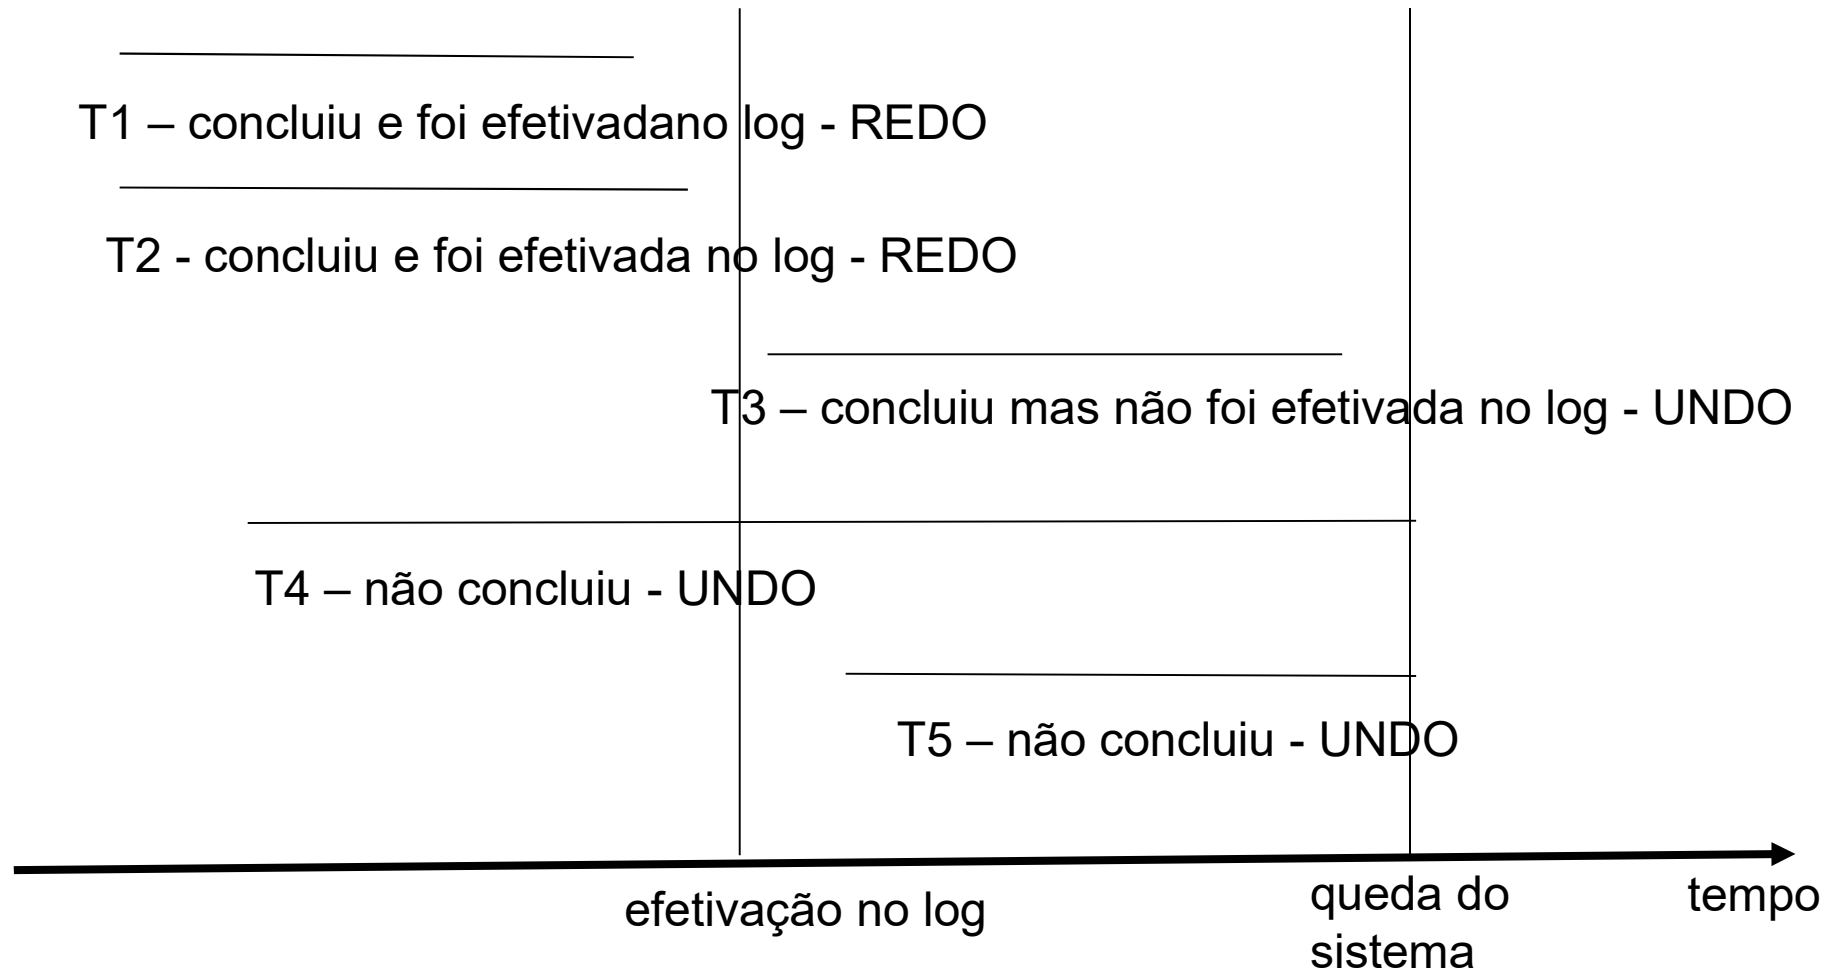 T1 – concluiu e foi efetivadano log - REDO
T2 - concluiu e foi efetivada no log - REDO
T3 – concluiu mas não foi efetivada no log - UNDO
T4 – não concluiu - UNDO
T5 – não concluiu - UNDO
efetivação no log
queda do
sistema
tempo